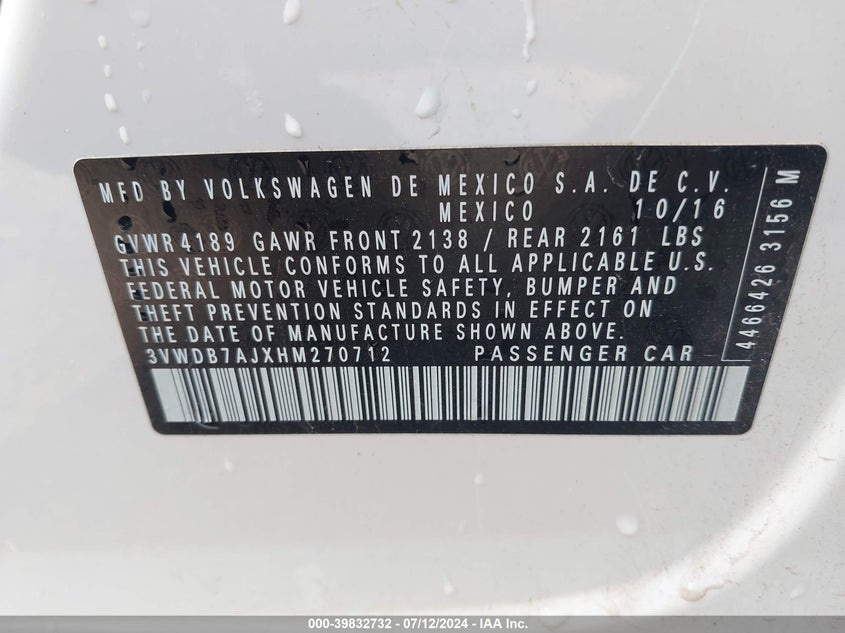 MFD BY VOLKSWAGEN DE MEXICO S.A. DE C.V.
MEXICO 10/16
GVWR 4189 GAWR FRONT 2138 / REAR 2161 LBS
THIS VEHICLE CONFORMS TO ALL APPLICABLE U.S.
FEDERAL MOTOR VEHICLE SAFETY, BUMPER AND
THEFT PREVENTION STANDARDS IN EFFECT ON
THE DATE OF MANUFACTURE SHOWN ABOVE.
3VWDB7AJXHM270712 PASSENGER CAR
4466426 3156 M
000-39832732 - 07/12/2024 - IAA Inc.